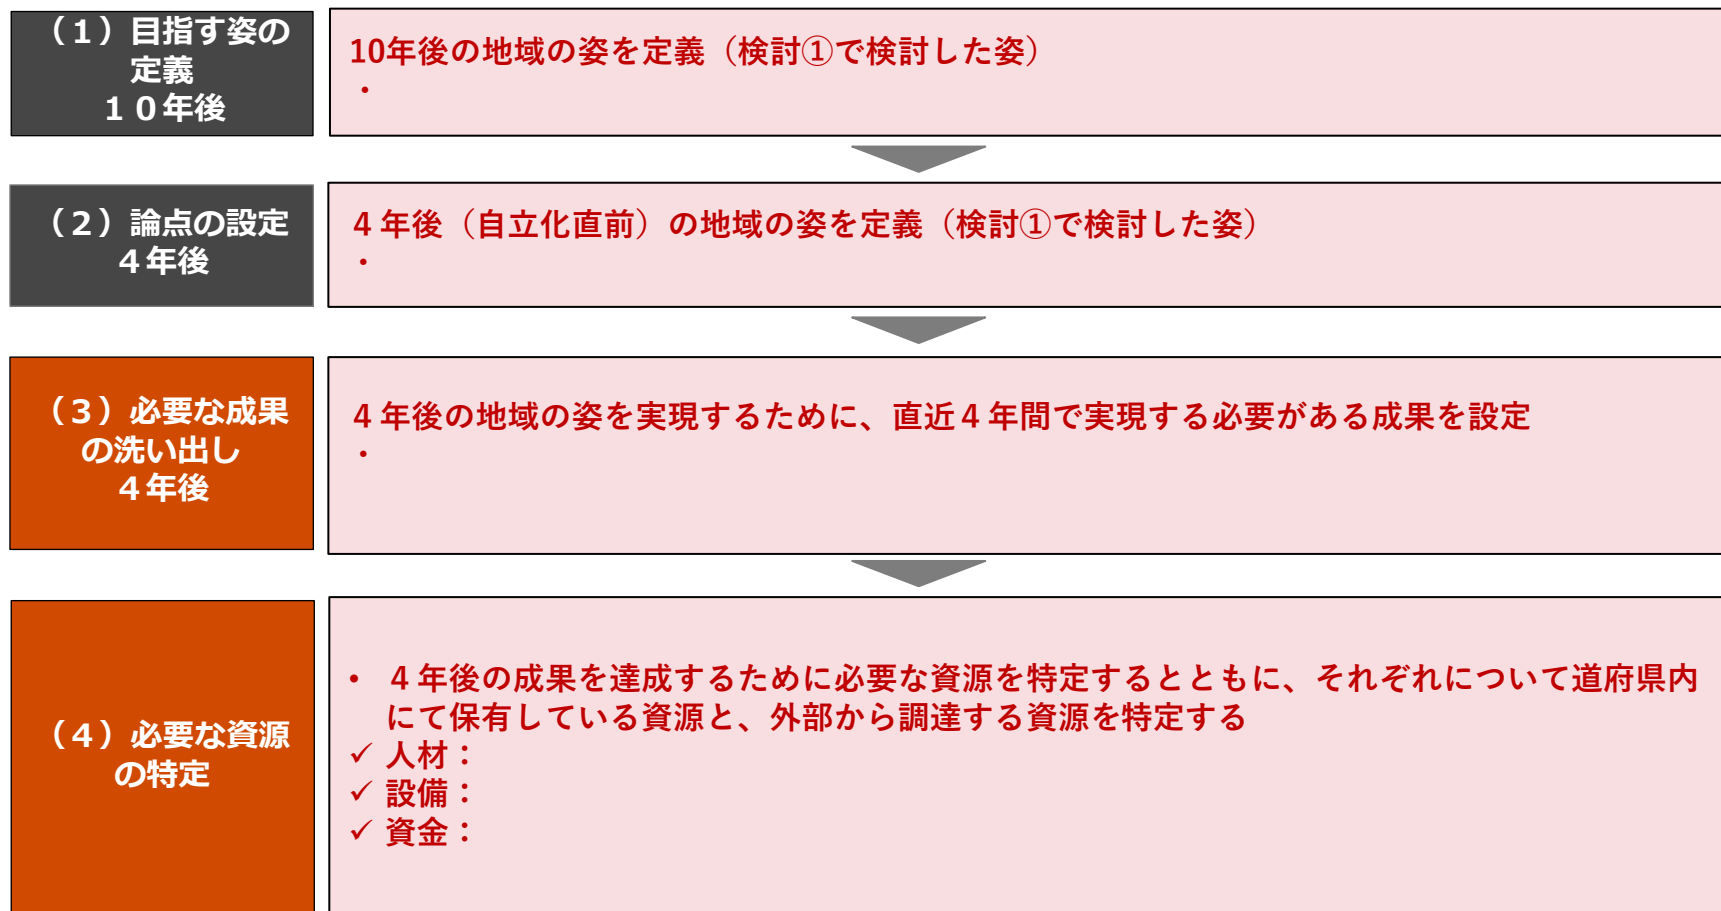 （１）目指す姿の
定義
１０年後
10年後の地域の姿を定義（検討①で検討した姿）
・
（２）論点の設定
４年後
４年後（自立化直前）の地域の姿を定義（検討①で検討した姿）
・
（３）必要な成果
の洗い出し
４年後
４年後の地域の姿を実現するために、直近４年間で実現する必要がある成果を設定
・
（４）必要な資源
の特定
• ４年後の成果を達成するために必要な資源を特定するとともに、それぞれについて道府県内
にて保有している資源と、外部から調達する資源を特定する
✓ 人材：
✓ 設備：
✓ 資金：